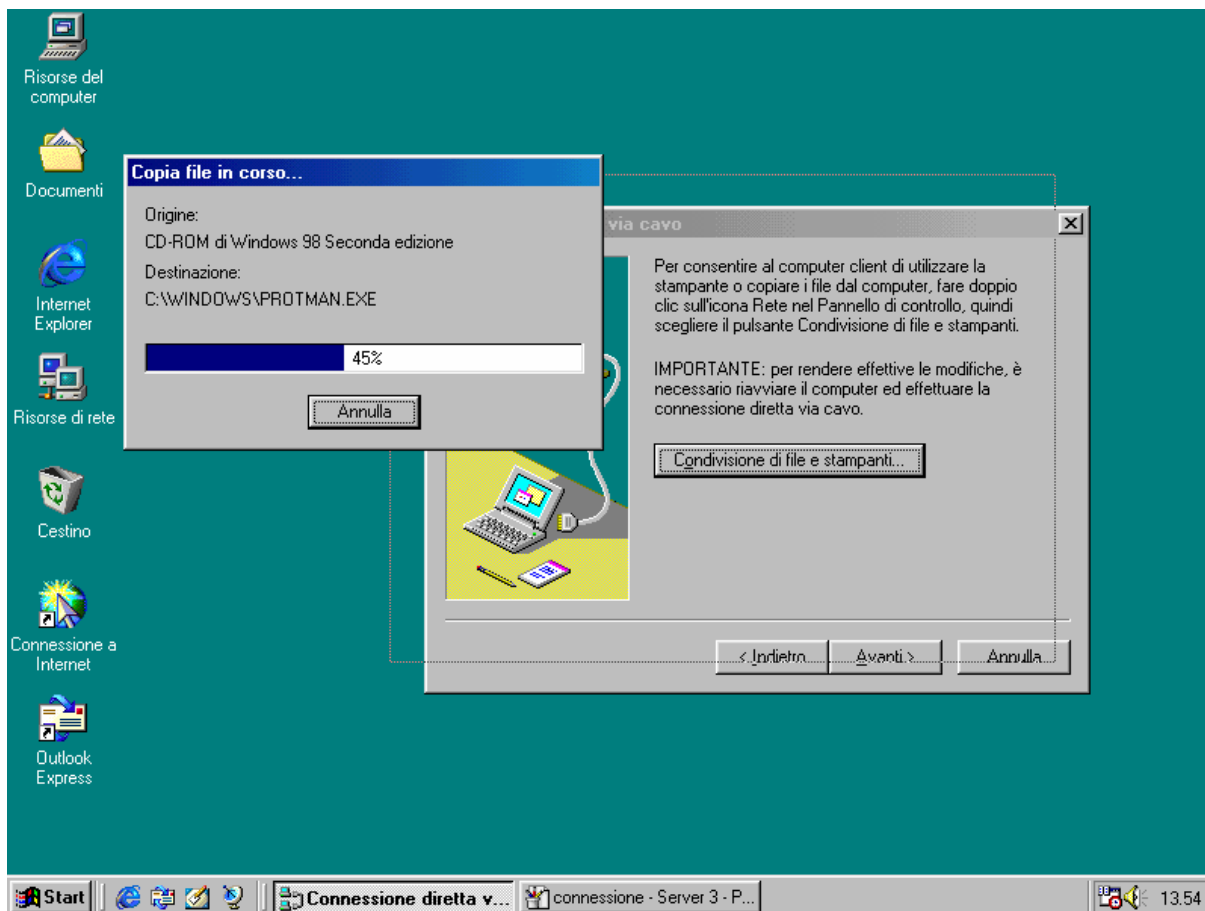 Risorse del
computer
Documenti
Internet
Explorer
Risorse di rete
Cestino
Connessione a
Internet
Outlook
Express
Copia file in corso...
Origine:
CD-ROM di Windows 98 Seconda edizione
Destinazione:
C:\WINDOWS\PROTMAN.EXE
45%
Annulla
via cavo
Per consentire al computer client di utilizzare la
stampante o copiare i file dal computer, fare doppio
clic sull'icona Rete nel Pannello di controllo, quindi
scegliere il pulsante Condivisione di file e stampanti.
IMPORTANTE: per rendere effettive le modifiche, è
necessario riavviare il computer ed effettuare la
connessione diretta via cavo.
Condivisione di file e stampanti...
< Indietro
Avanti >
Annulla
Start
Connessione diretta v...
connessione - Server 3 - P...
13.54